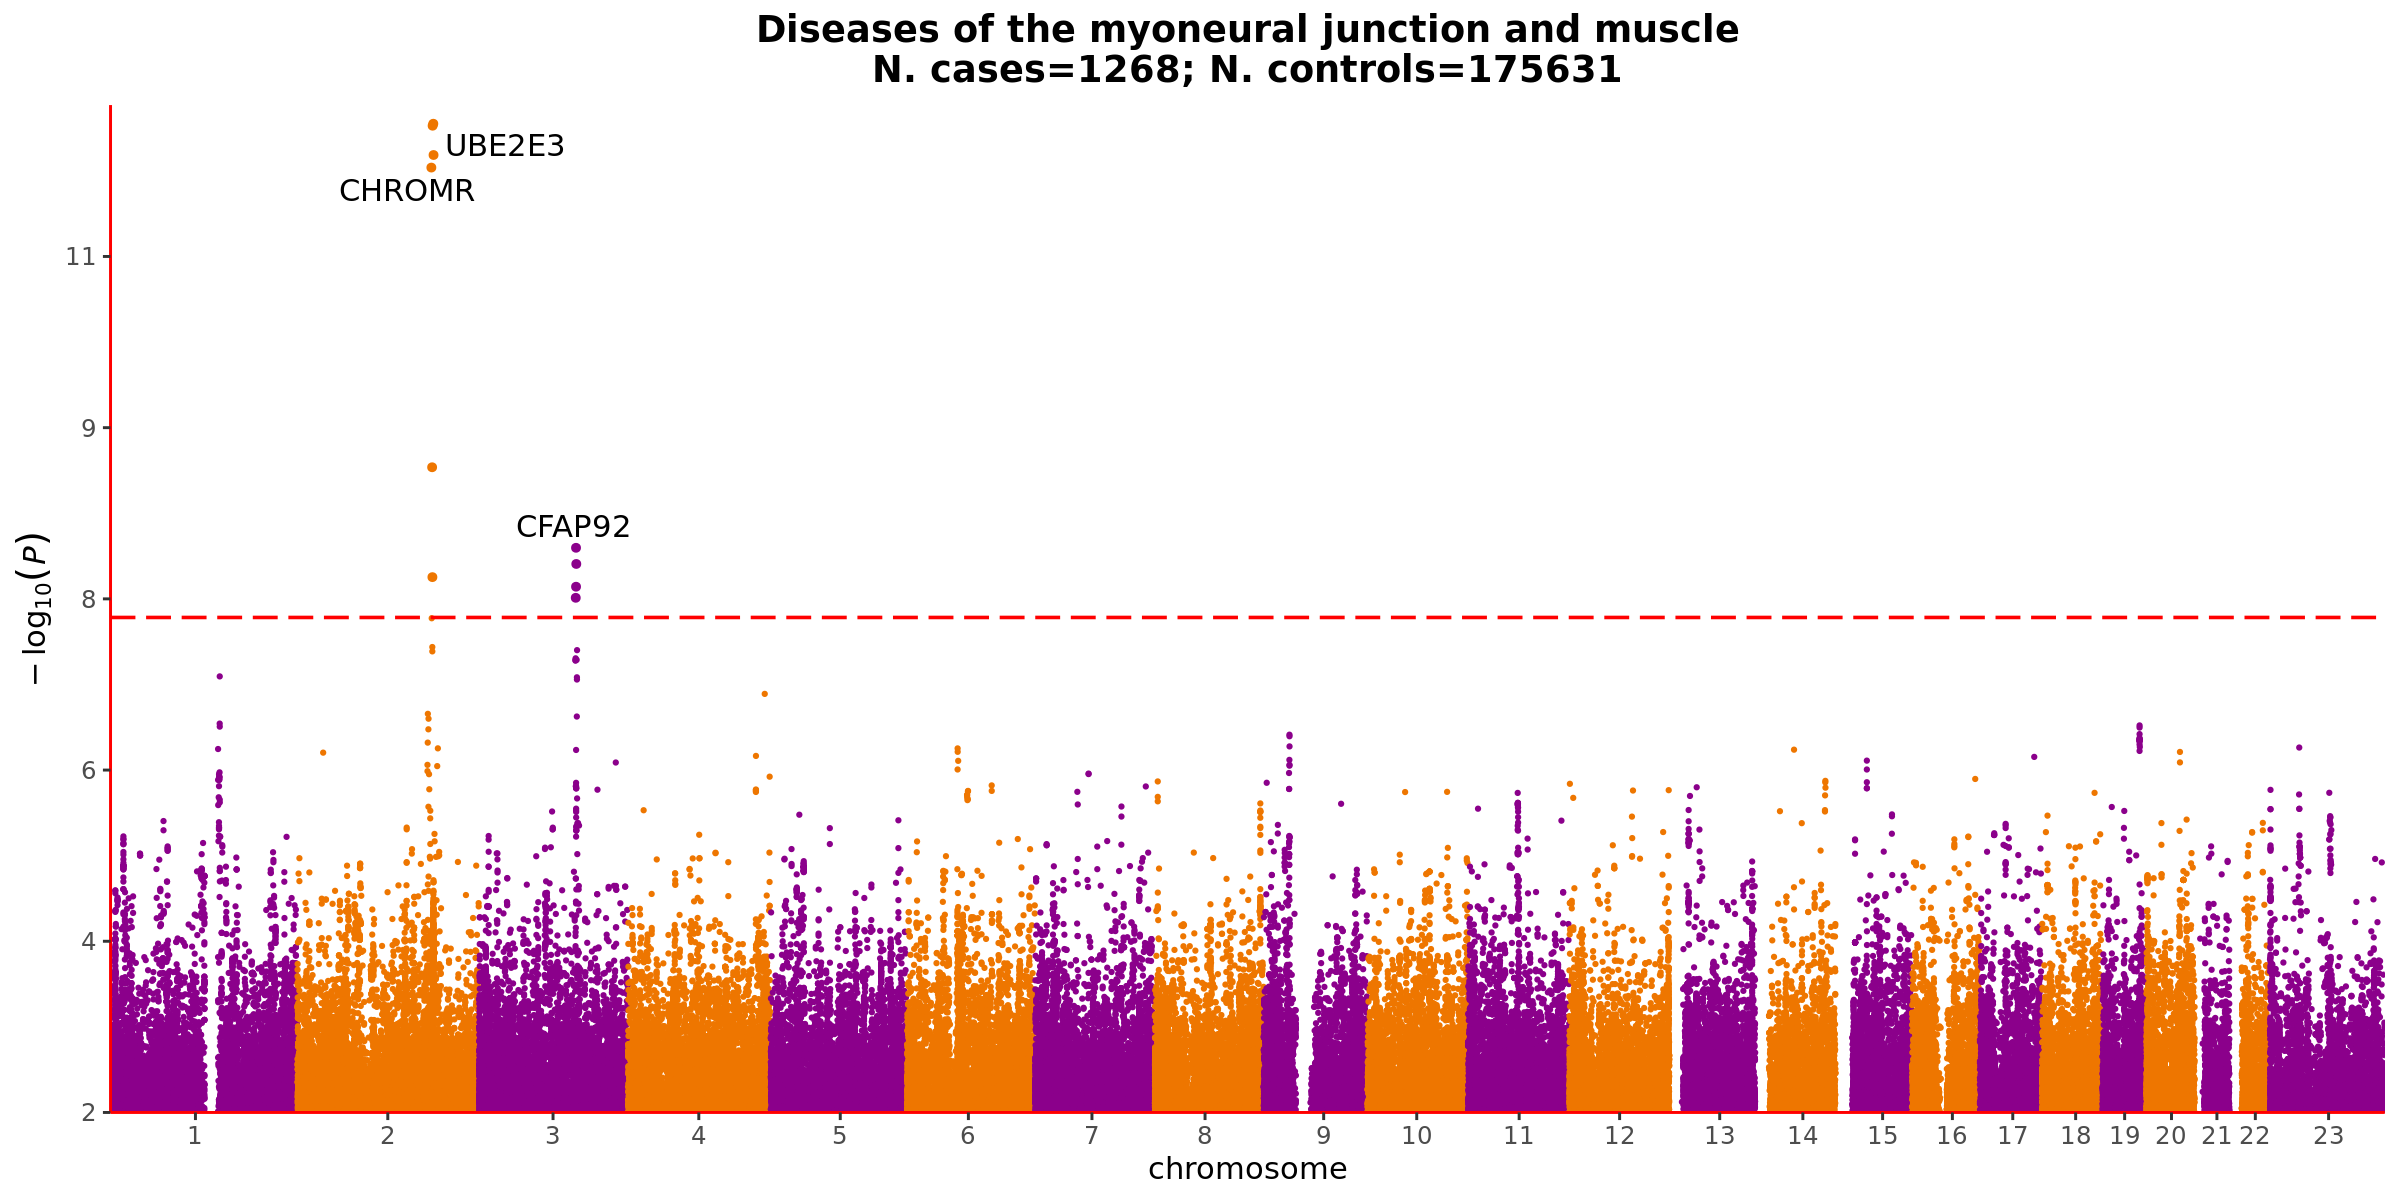 Diseases of the myoneural junction and muscle
N. cases=1268; N. controls=175631
UBE2E3
CHROMR
11
9
CFAP92
8
6
4
2
− log10(P)
1 2 3 4 5 6 7 8 9 10 11 12 13 14 15 16 17 18 19 20 21 22 23
chromosome